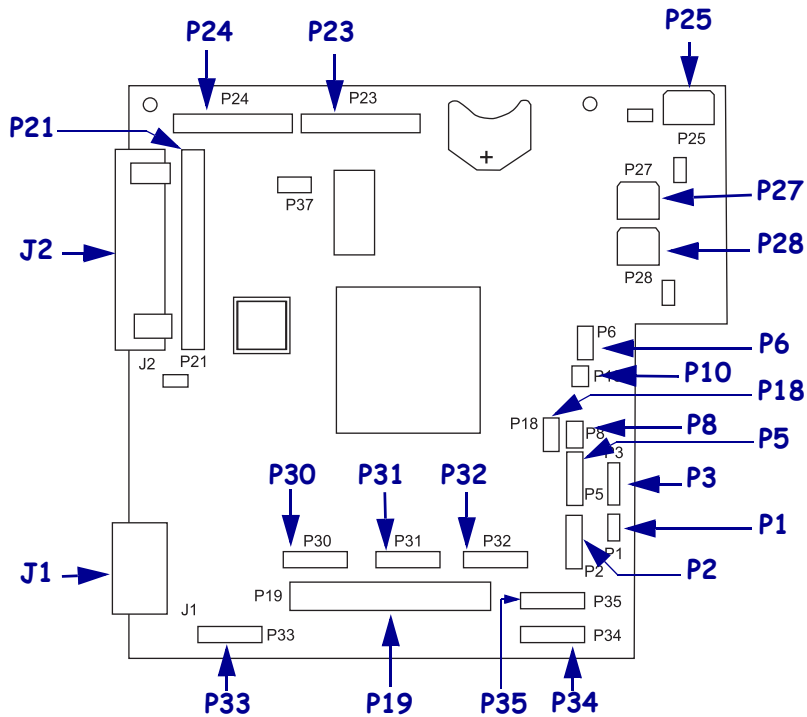 P24 P23 P25
P24 P23
P21
P25
P27
P37
P27
J2
P28
P28
P6
P6
J2 P21
P10
P18
P18
P8
P8
P5
P3
P30 P31 P32
P3
P5
P1
P30 P31 P32
P1
J1
P2
P2
P19
P35
J1
P33
P34
P33 P19 P35 P34
+